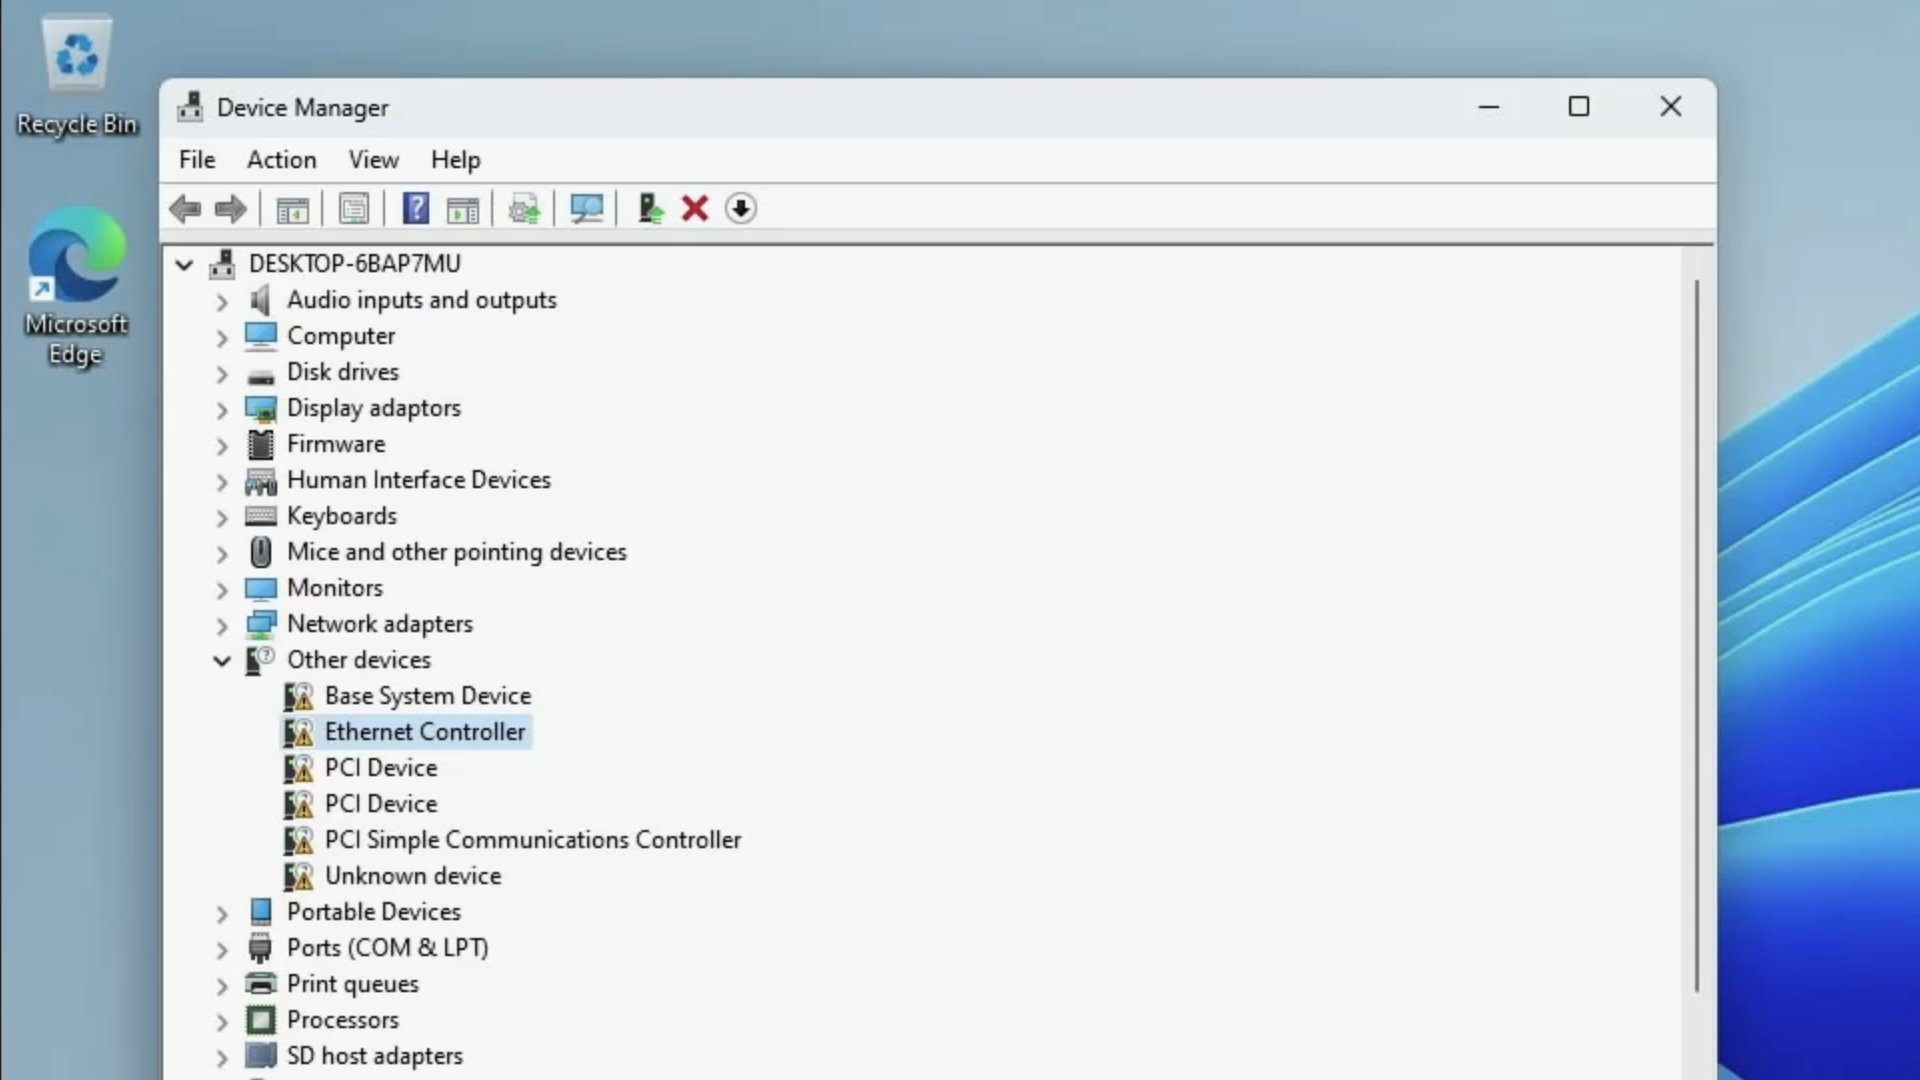 Recycle Bin
Microsoft
Edge
Device Manager
File Action View Help
DESKTOP-6BAP7MU
Audio inputs and outputs
Computer
Disk drives
Display adaptors
Firmware
Human Interface Devices
Keyboards
Mice and other pointing devices
Monitors
Network adapters
Other devices
Base System Device
Ethernet Controller
PCI Device
PCI Device
PCI Simple Communications Controller
Unknown device
Portable Devices
Ports (COM & LPT)
Print queues
Processors
SD host adapters